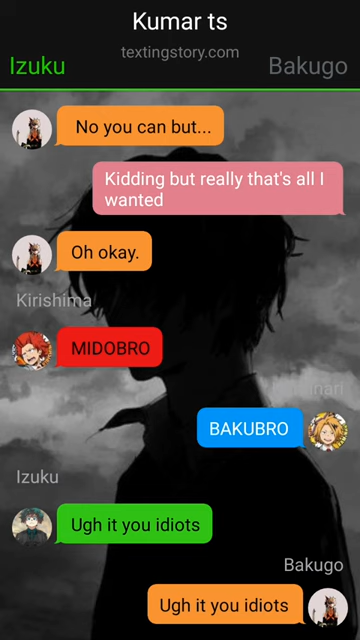 Kumar ts
textingstory.com
Izuku
Bakugo
No you can but...
Kidding but really that's all I
wanted
Oh okay.
Kirishima
MIDOBRO
BAKUBRO
Izuku
Ugh it you idiots
Bakugo
Ugh it you idiots